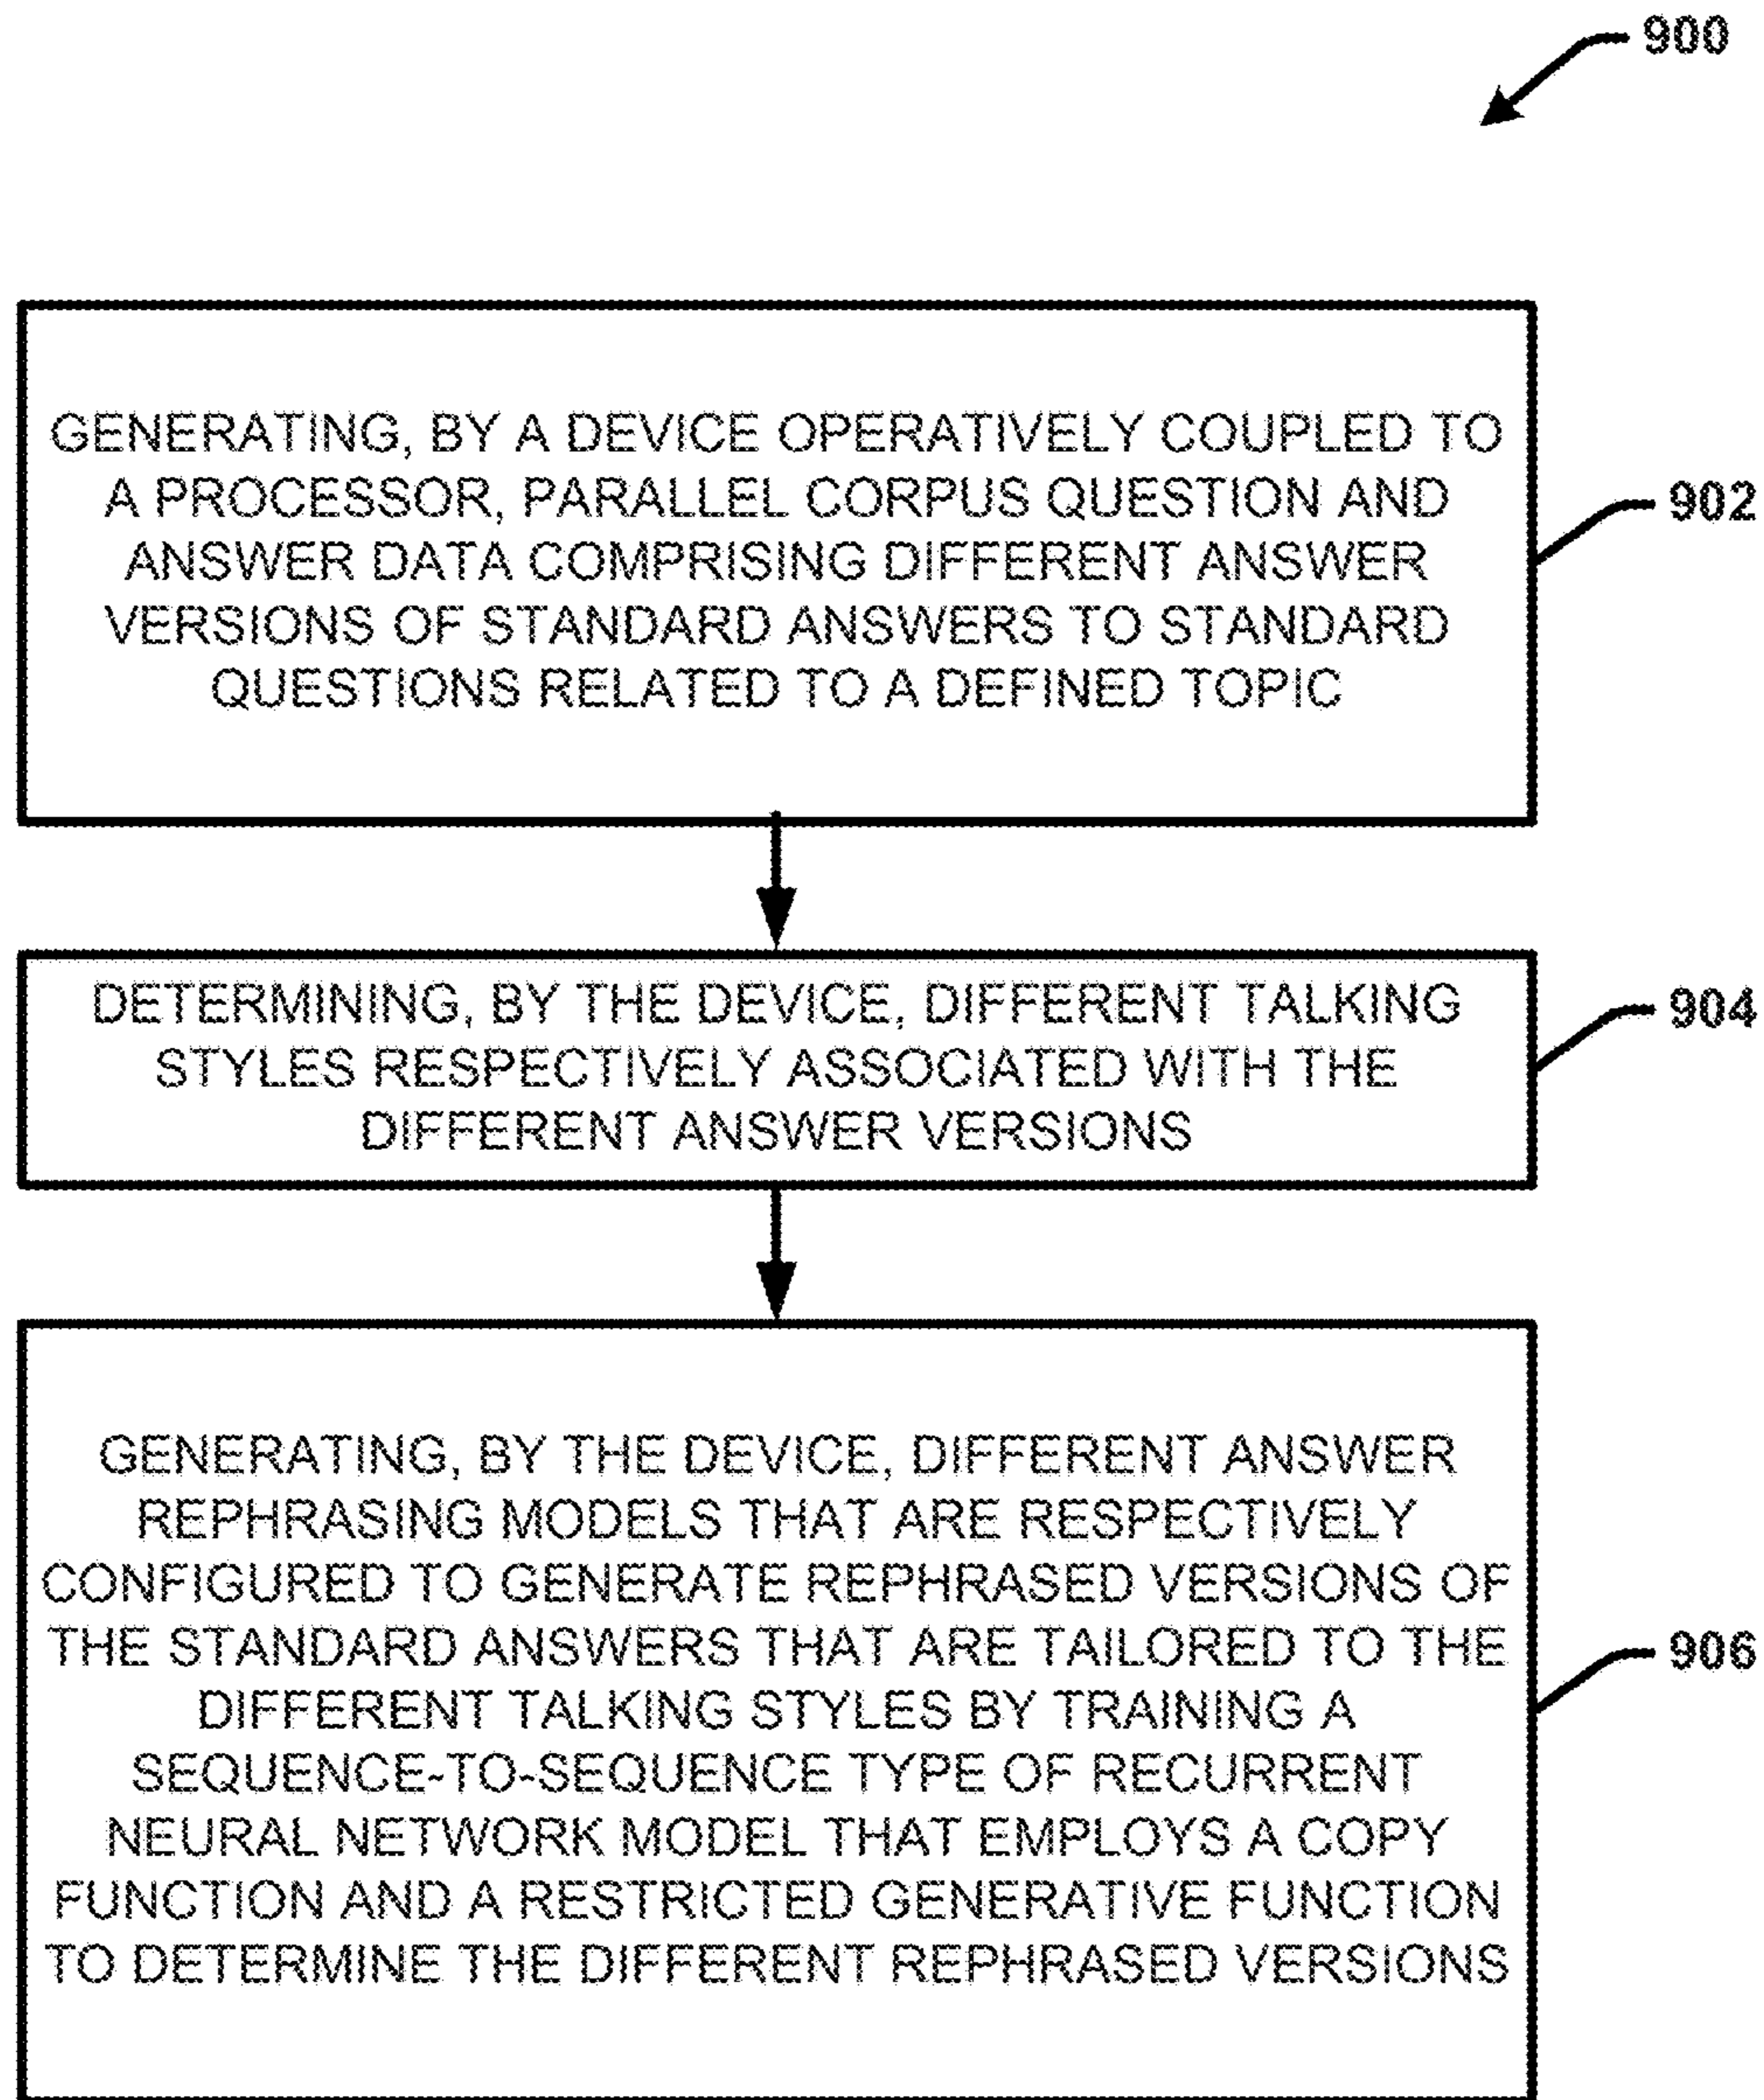 900
GENERATING, BY A DEVICE OPERATIVELY COUPLED TO
A PROCESSOR, PARALLEL CORPUS QUESTION AND
ANSWER DATA COMPRISING DIFFERENT ANSWER
VERSIONS OF STANDARD ANSWERS TO STANDARD
QUESTIONS RELATED TO A DEFINED TOPIC
902
DETERMINING, BY THE DEVICE, DIFFERENT TALKING
STYLES RESPECTIVELY ASSOCIATED WITH THE
DIFFERENT ANSWER VERSIONS
904
GENERATING, BY THE DEVICE, DIFFERENT ANSWER
REPHRASING MODELS THAT ARE RESPECTIVELY
CONFIGURED TO GENERATE REPHRASED VERSIONS OF
THE STANDARD ANSWERS THAT ARE TAILORED TO THE
DIFFERENT TALKING STYLES BY TRAINING A
SEQUENCE-TO-SEQUENCE TYPE OF RECURRENT
NEURAL NETWORK MODEL THAT EMPLOYS A COPY
FUNCTION AND A RESTRICTED GENERATIVE FUNCTION
TO DETERMINE THE DIFFERENT REPHRASED VERSIONS
906